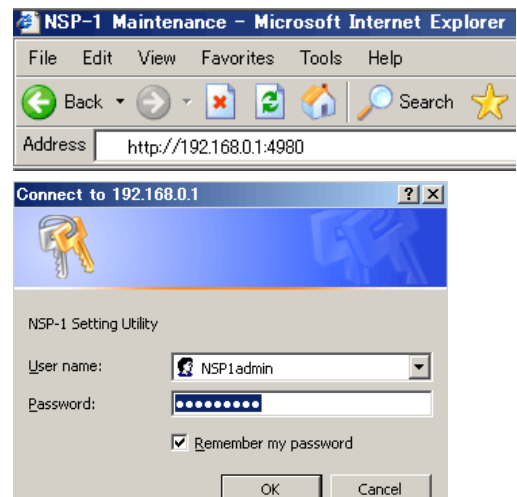 NSP-1 Maintenance - Microsoft Internet Explorer
File Edit View Favorites Tools Help
Back Search
Address http://192.168.0.1:4980
Connect to 192.168.0.1
NSP-1 Setting Utility
User name: NSP1admin
Password: ●●●●●●●●●
Remember my password
OK Cancel